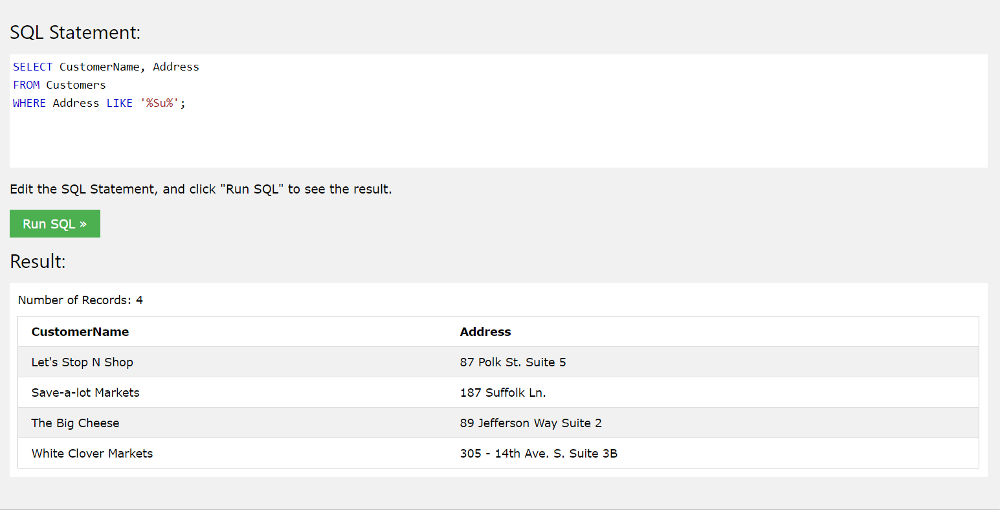 SQL Statement:
SELECT CustomerName, Address
FROM Customers
WHERE Address LIKE '%Su%';
Edit the SQL Statement, and click "Run SQL" to see the result.
Run SQL »
Result:
Number of Records: 4
CustomerName Address
Let's Stop N Shop 87 Polk St. Suite 5
Save-a-lot Markets 187 Suffolk Ln.
The Big Cheese 89 Jefferson Way Suite 2
White Clover Markets 305 - 14th Ave. S. Suite 3B